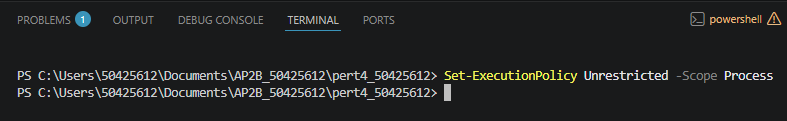 PROBLEMS 1 OUTPUT DEBUG CONSOLE TERMINAL PORTS powershell
PS C:\Users\50425612\Documents\AP2B_50425612\pert4_50425612> Set-ExecutionPolicy Unrestricted -Scope Process
PS C:\Users\50425612\Documents\AP2B_50425612\pert4_50425612>